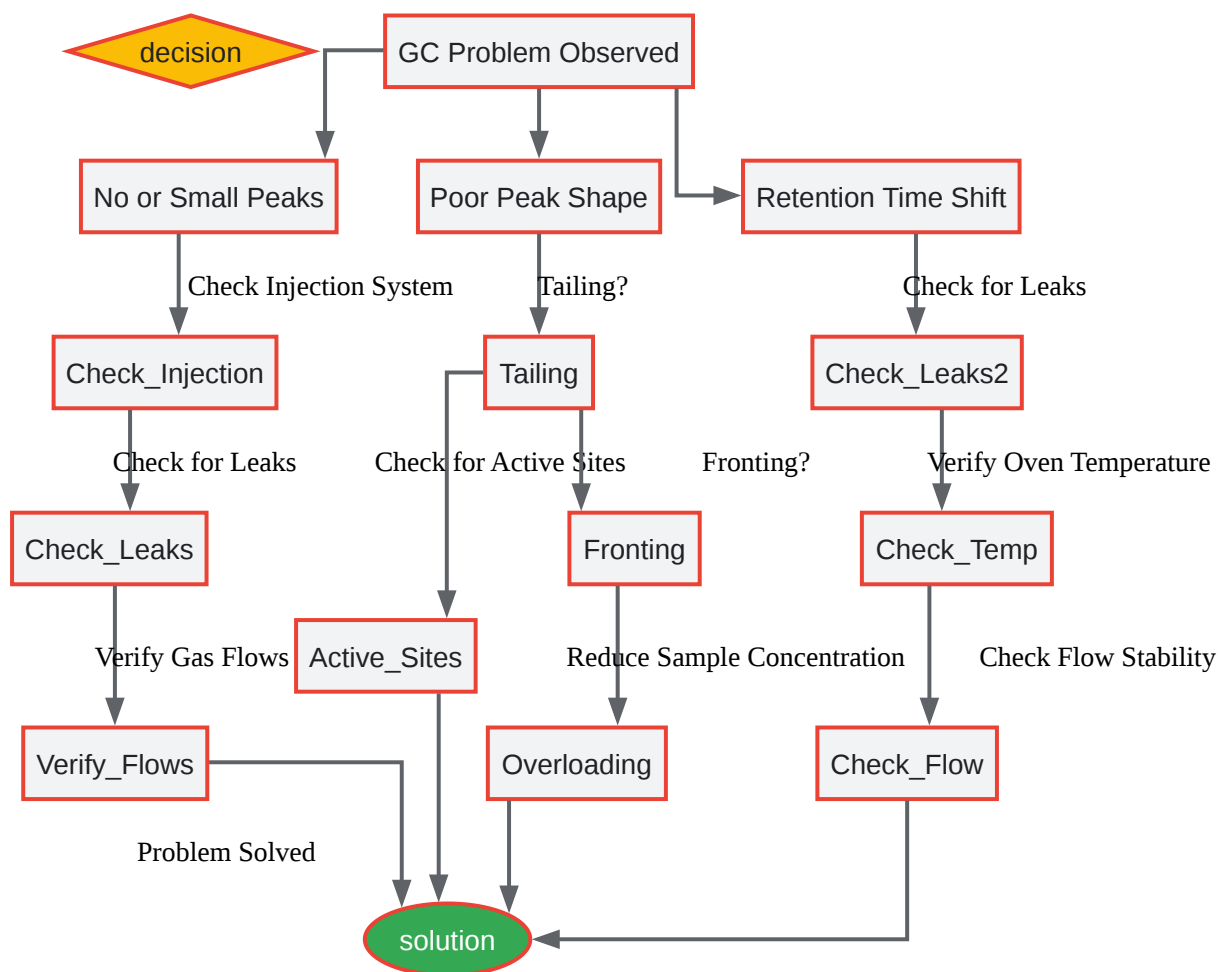 decision
GC Problem Observed
No or Small Peaks
Poor Peak Shape
Retention Time Shift
Check Injection System
Tailing?
Check for Leaks
Check_Injection
Tailing
Check_Leaks2
Check for Leaks
Check for Active Sites
Fronting?
Verify Oven Temperature
Check_Leaks
Fronting
Check_Temp
Verify Gas Flows
Active_Sites
Reduce Sample Concentration
Check Flow Stability
Verify_Flows
Overloading
Check_Flow
Problem Solved
solution